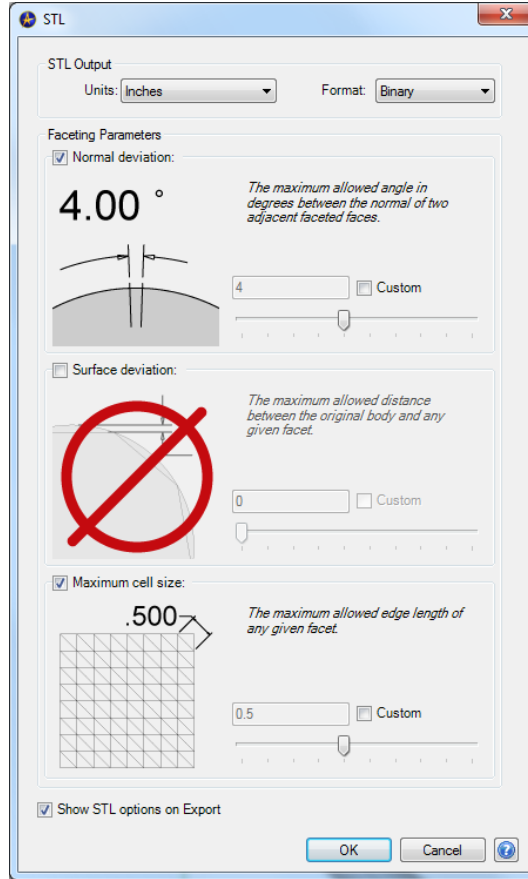 STL
STL Output
Units: Inches Format: Binary
Faceting Parameters
Normal deviation:
4.00 °
The maximum allowed angle in
degrees between the normal of two
adjacent faceted faces.
4 Custom
Surface deviation:
The maximum allowed distance
between the original body and any
given facet.
0 Custom
Maximum cell size:
.500
The maximum allowed edge length of
any given facet.
0.5 Custom
Show STL options on Export
OK Cancel ?